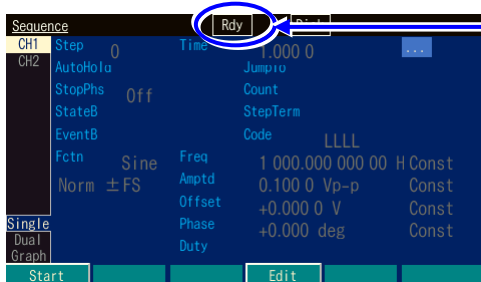 Sequence Rdy
CH1 Step 0 Time 1.000 0 ...
CH2 AutoHold JumpTo
StopPhs Off Count
StateB StepTerm
EventB Code LLLL
Fctn Sine Freq 1 000.000 000 00 H Const
Norm ±FS Amptd 0.100 0 Vp-p Const
Offset +0.000 0 V Const
Single Phase +0.000 deg Const
Dual Duty
Graph
Start Edit